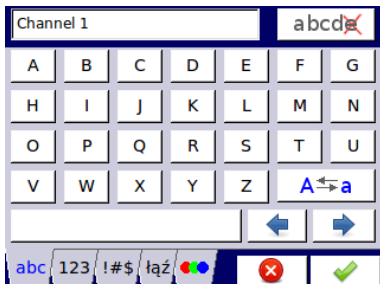 Channel 1 abcde
A B C D E F G
H I J K L M N
O P Q R S T U
V W X Y Z A a
abc 123 !#$ łąź